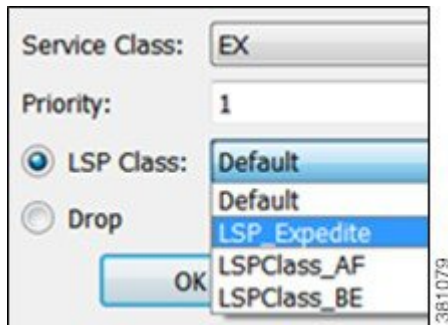 Service Class: EX
Priority: 1
LSP Class: Default
Default
Drop
LSP_Expedite
LSPClass_AF
OK
LSPClass_BE
381079